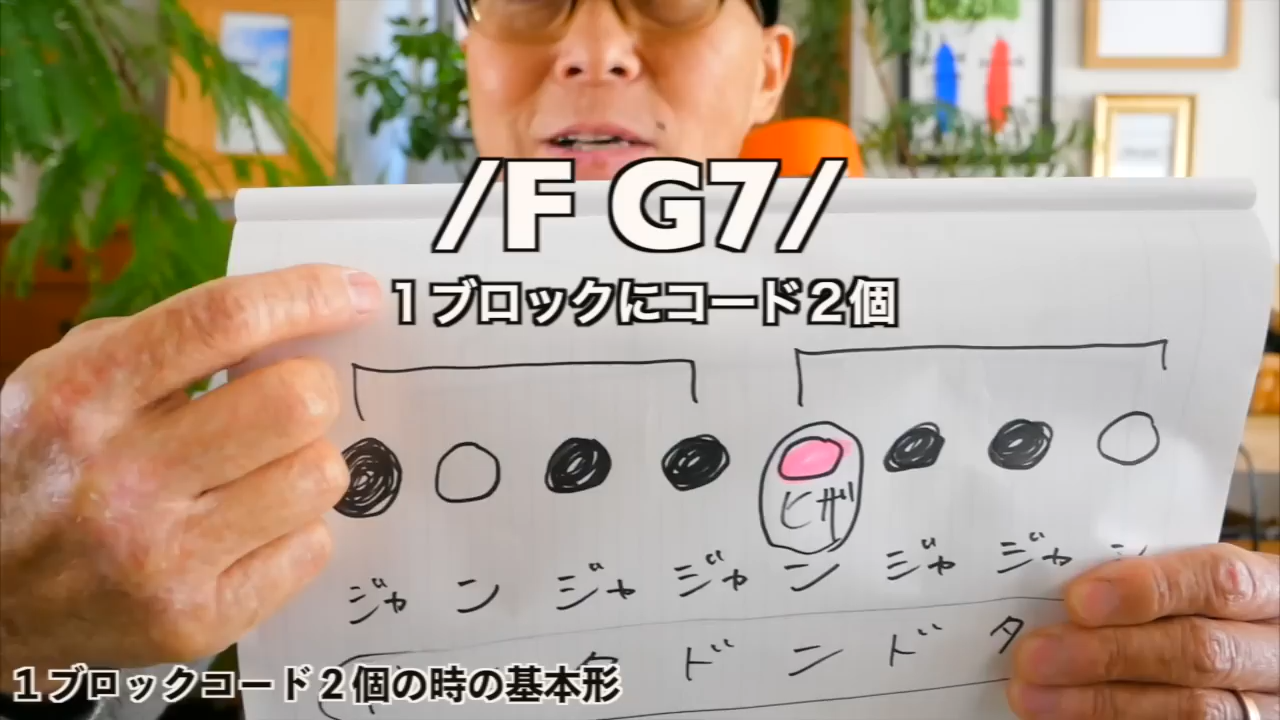 /F G7/
１ブロックにコード２個
ヒザ
ジャ ン ジャ ジャ ン ジャ ジャ ン
タ ド ン ド タ
１ブロックコード２個の時の基本形